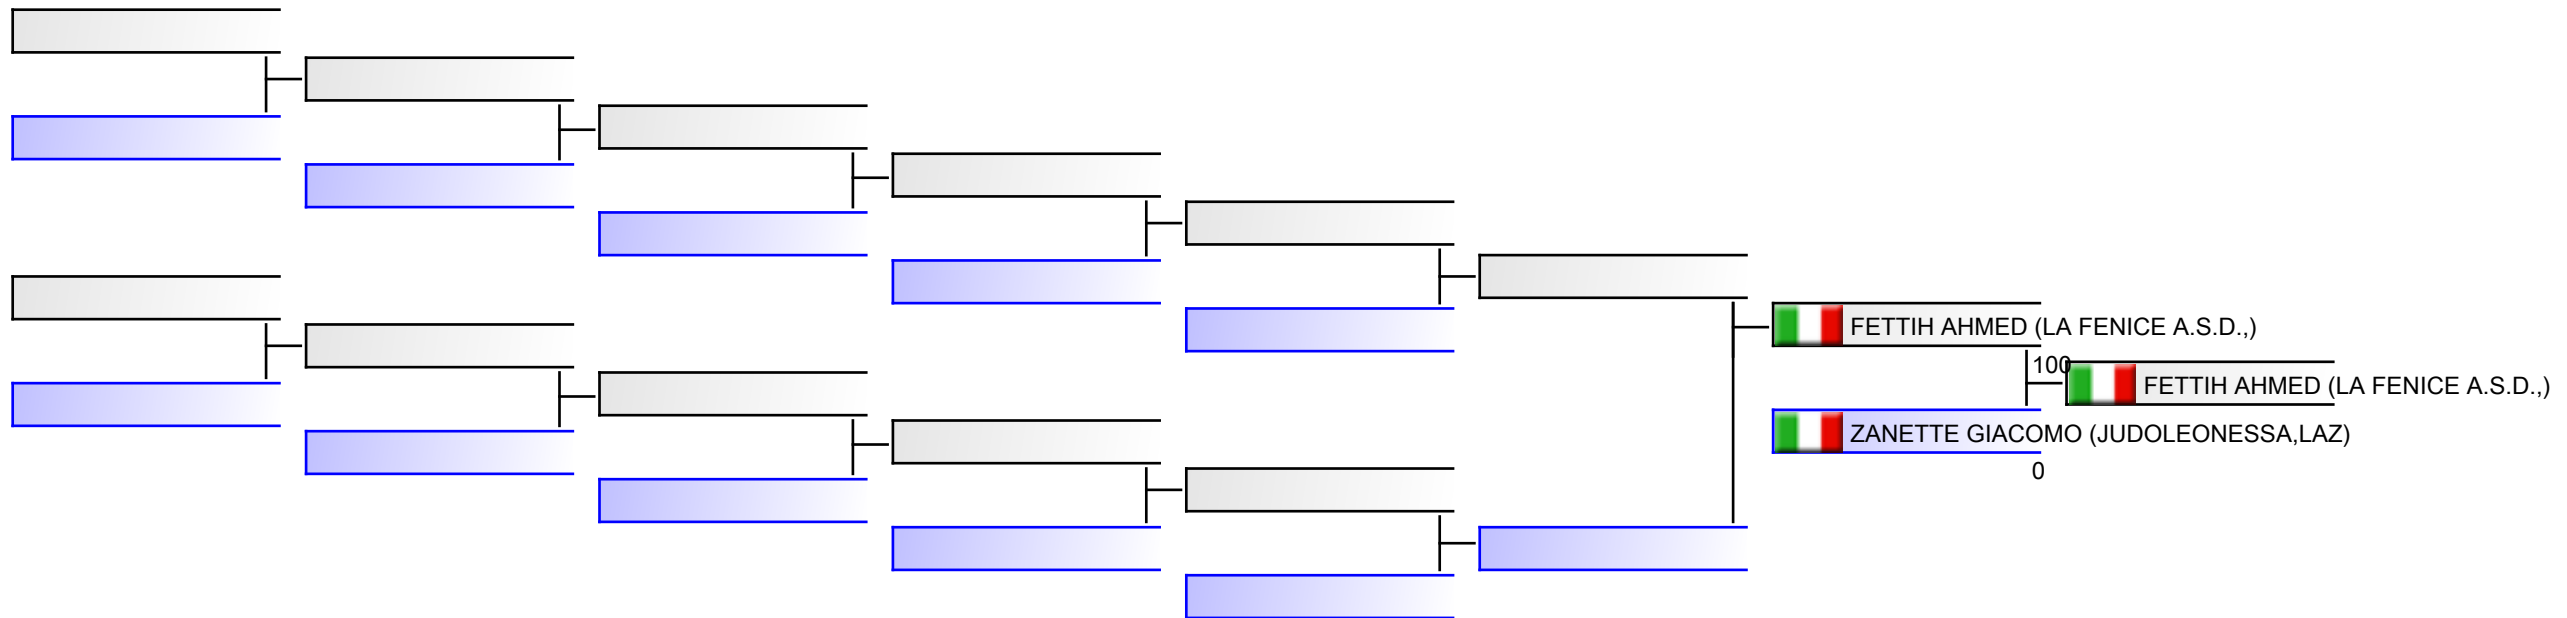 FETTIH AHMED (LA FENICE A.S.D.,)
100
FETTIH AHMED (LA FENICE A.S.D.,)
ZANETTE GIACOMO (JUDOLEONESSA,LAZ)
0